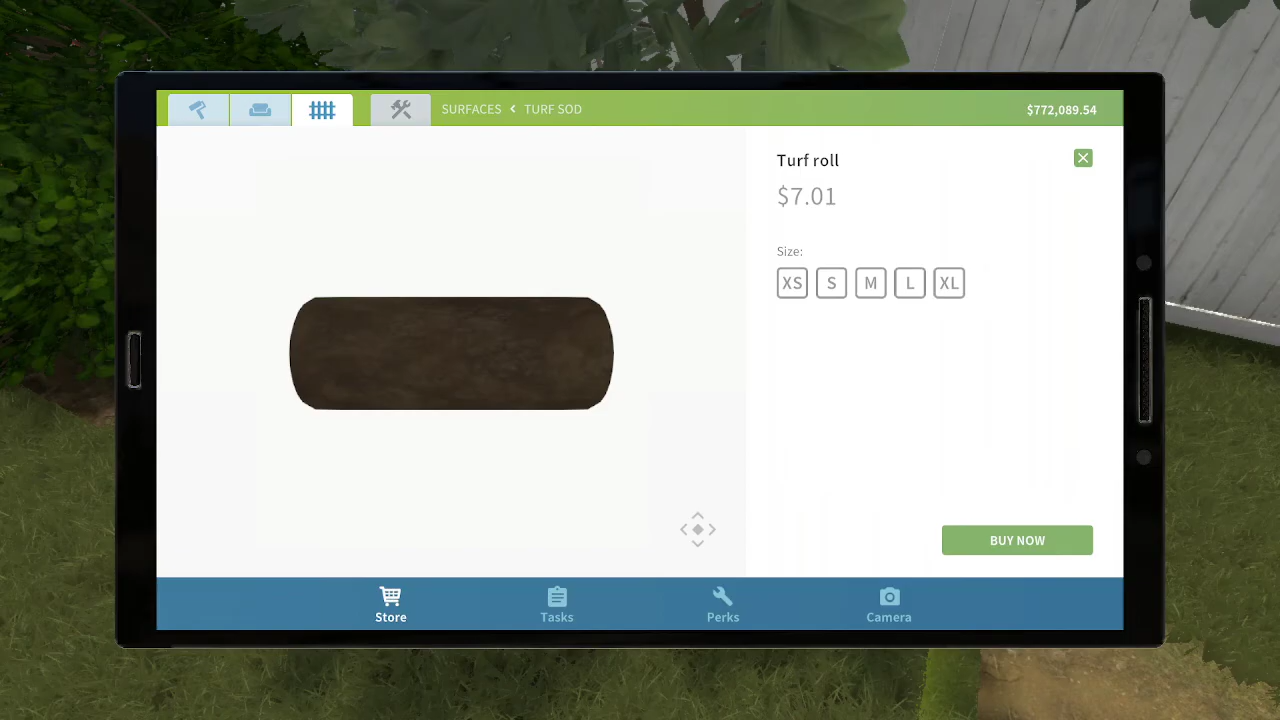 SURFACES < TURF SOD
$772,089.54
Turf roll
$7.01
Size:
XS S M L XL
BUY NOW
Store Tasks Perks Camera